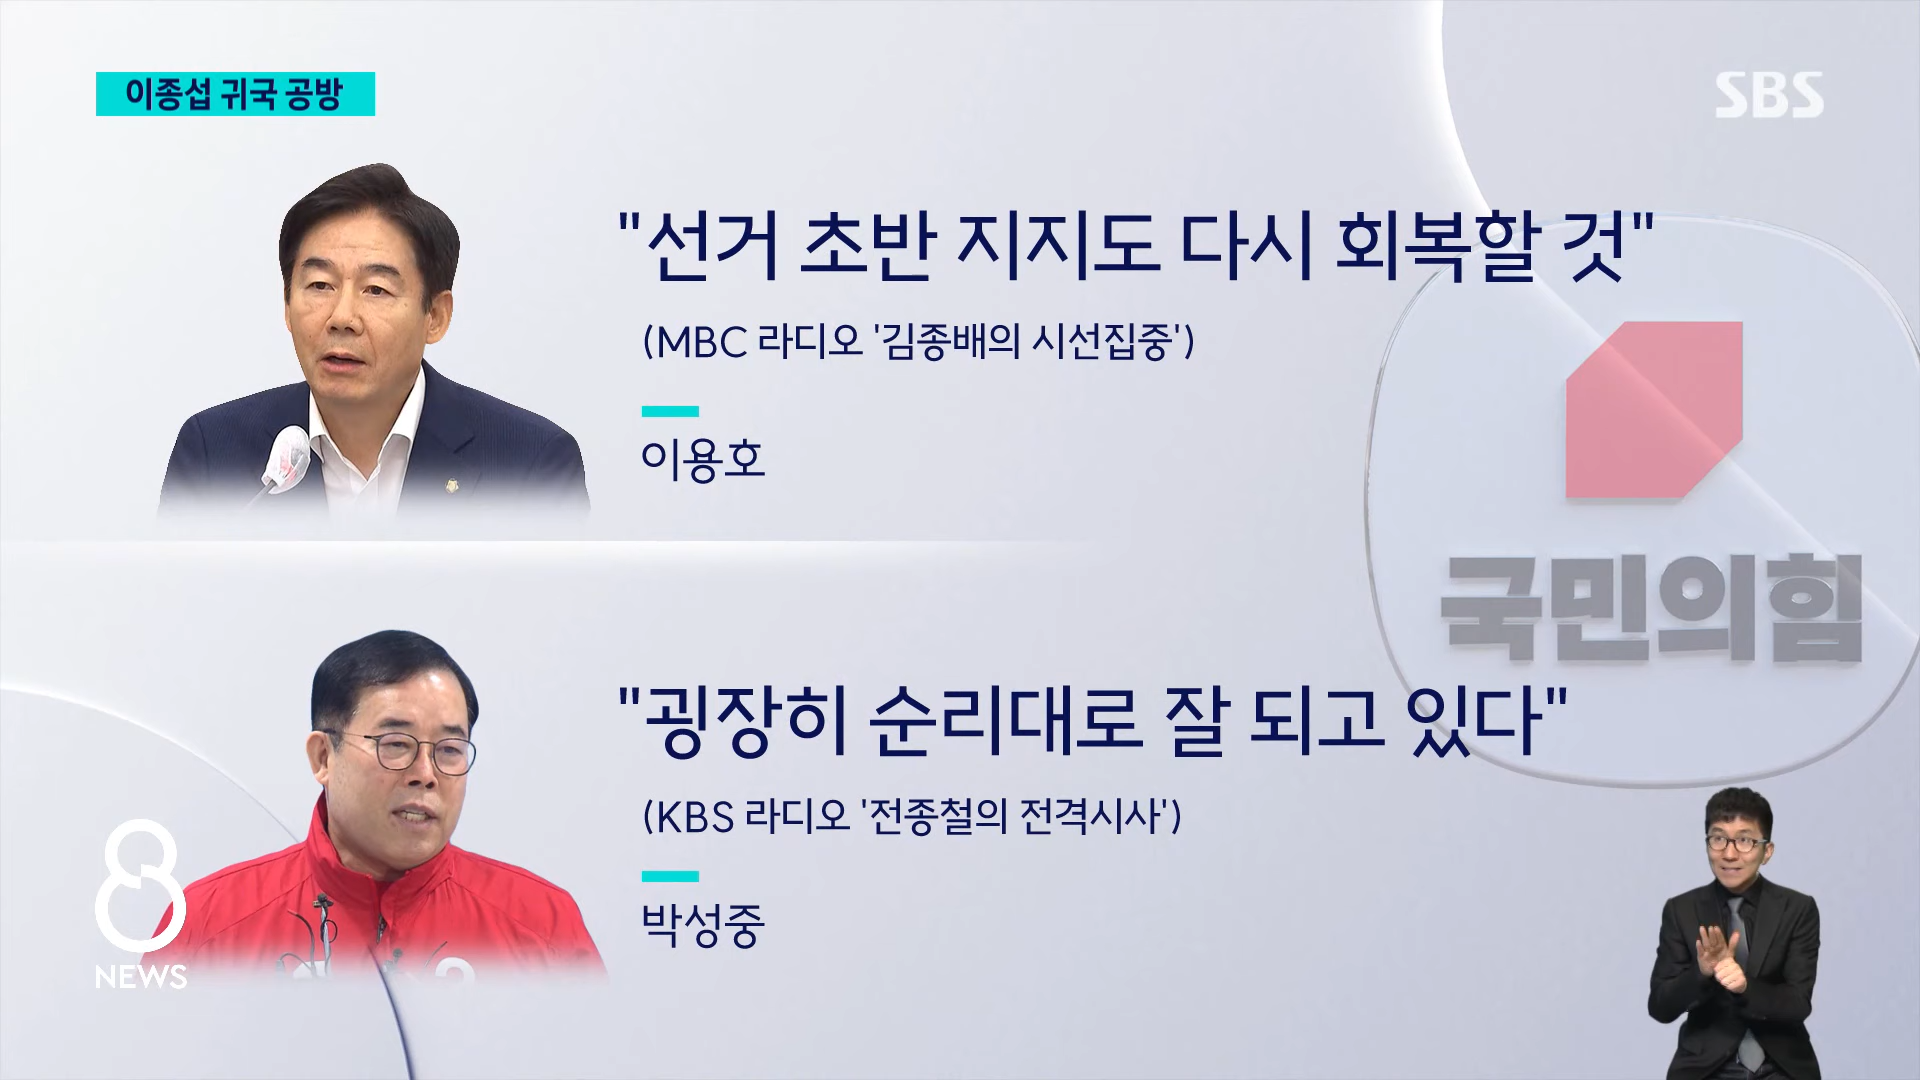 이종섭 귀국 공방
SBS
"선거 초반 지지도 다시 회복할 것"
(MBC 라디오 '김종배의 시선집중')
이용호
국민의힘
"굉장히 순리대로 잘 되고 있다"
(KBS 라디오 '전종철의 전격시사')
박성중
8
NEWS